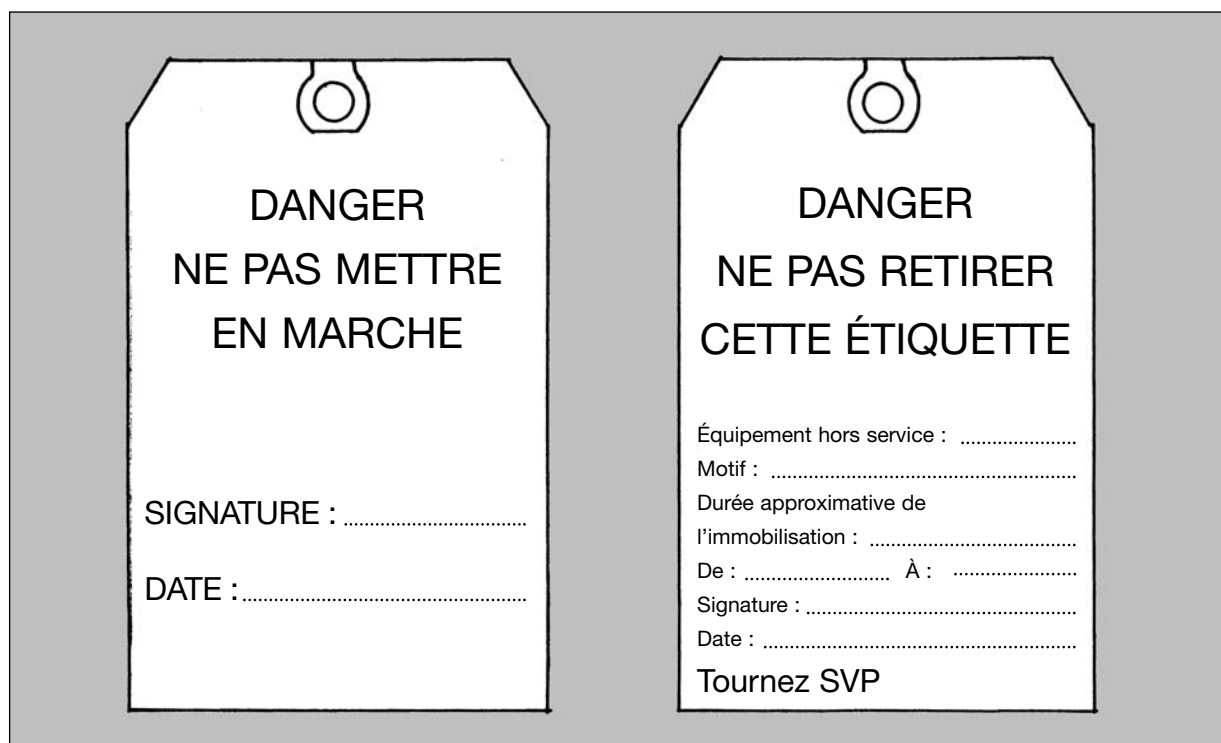 DANGER
NE PAS METTRE
EN MARCHE
SIGNATURE : ..............................
DATE : ..............................
DANGER
NE PAS RETIRER
CETTE ÉTIQUETTE
Équipement hors service : ..............................
Motif : ..............................
Durée approximative de
l’immobilisation : ..............................
De : .............................. À : ..............................
Signature : ..............................
Date : ..............................
Tournez SVP